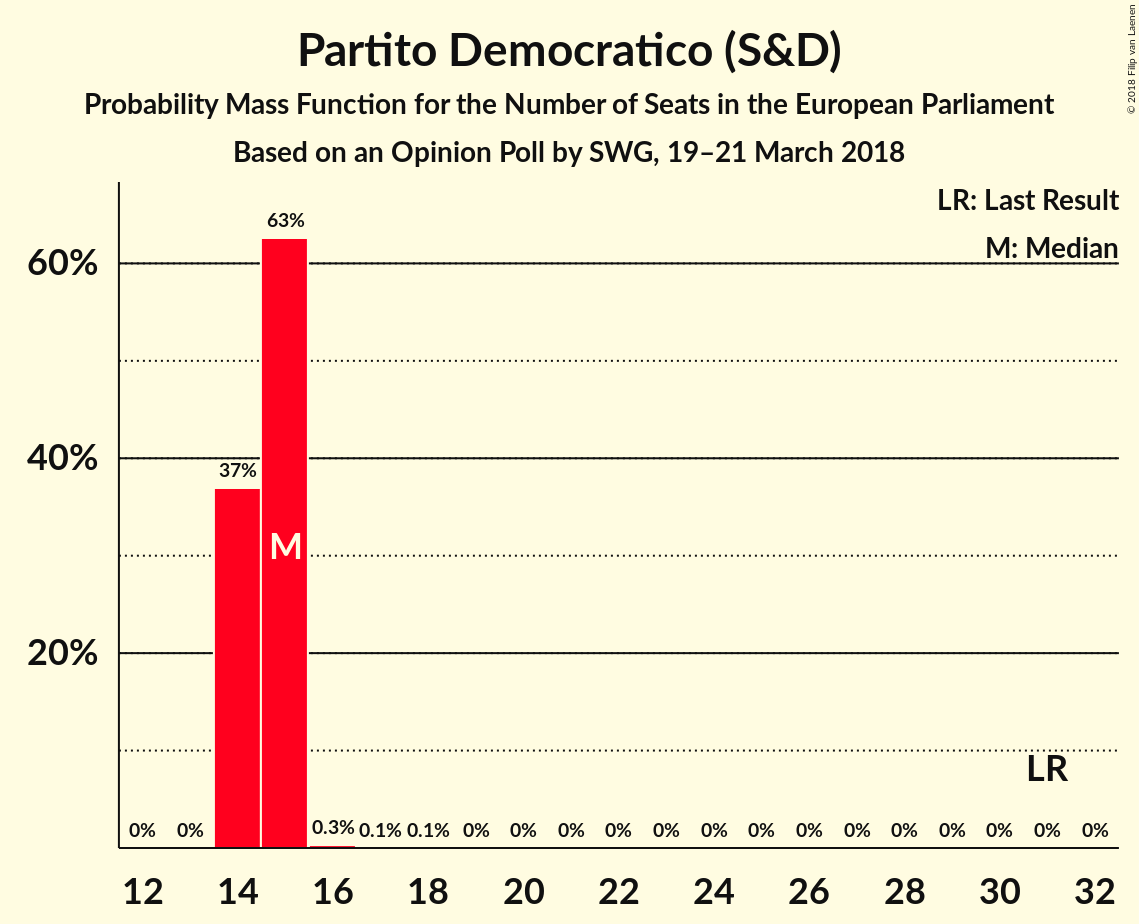 Partito Democratico (S&D)
Probability Mass Function for the Number of Seats in the European Parliament
Based on an Opinion Poll by SWG, 19–21 March 2018
© 2018 Filip van Laenen
LR: Last Result
M: Median
60%
40%
20%
63%
37%
M
LR
0% 0% 0.3% 0.1% 0.1% 0% 0% 0% 0% 0% 0% 0% 0% 0% 0% 0% 0% 0% 0%
12 14 16 18 20 22 24 26 28 30 32